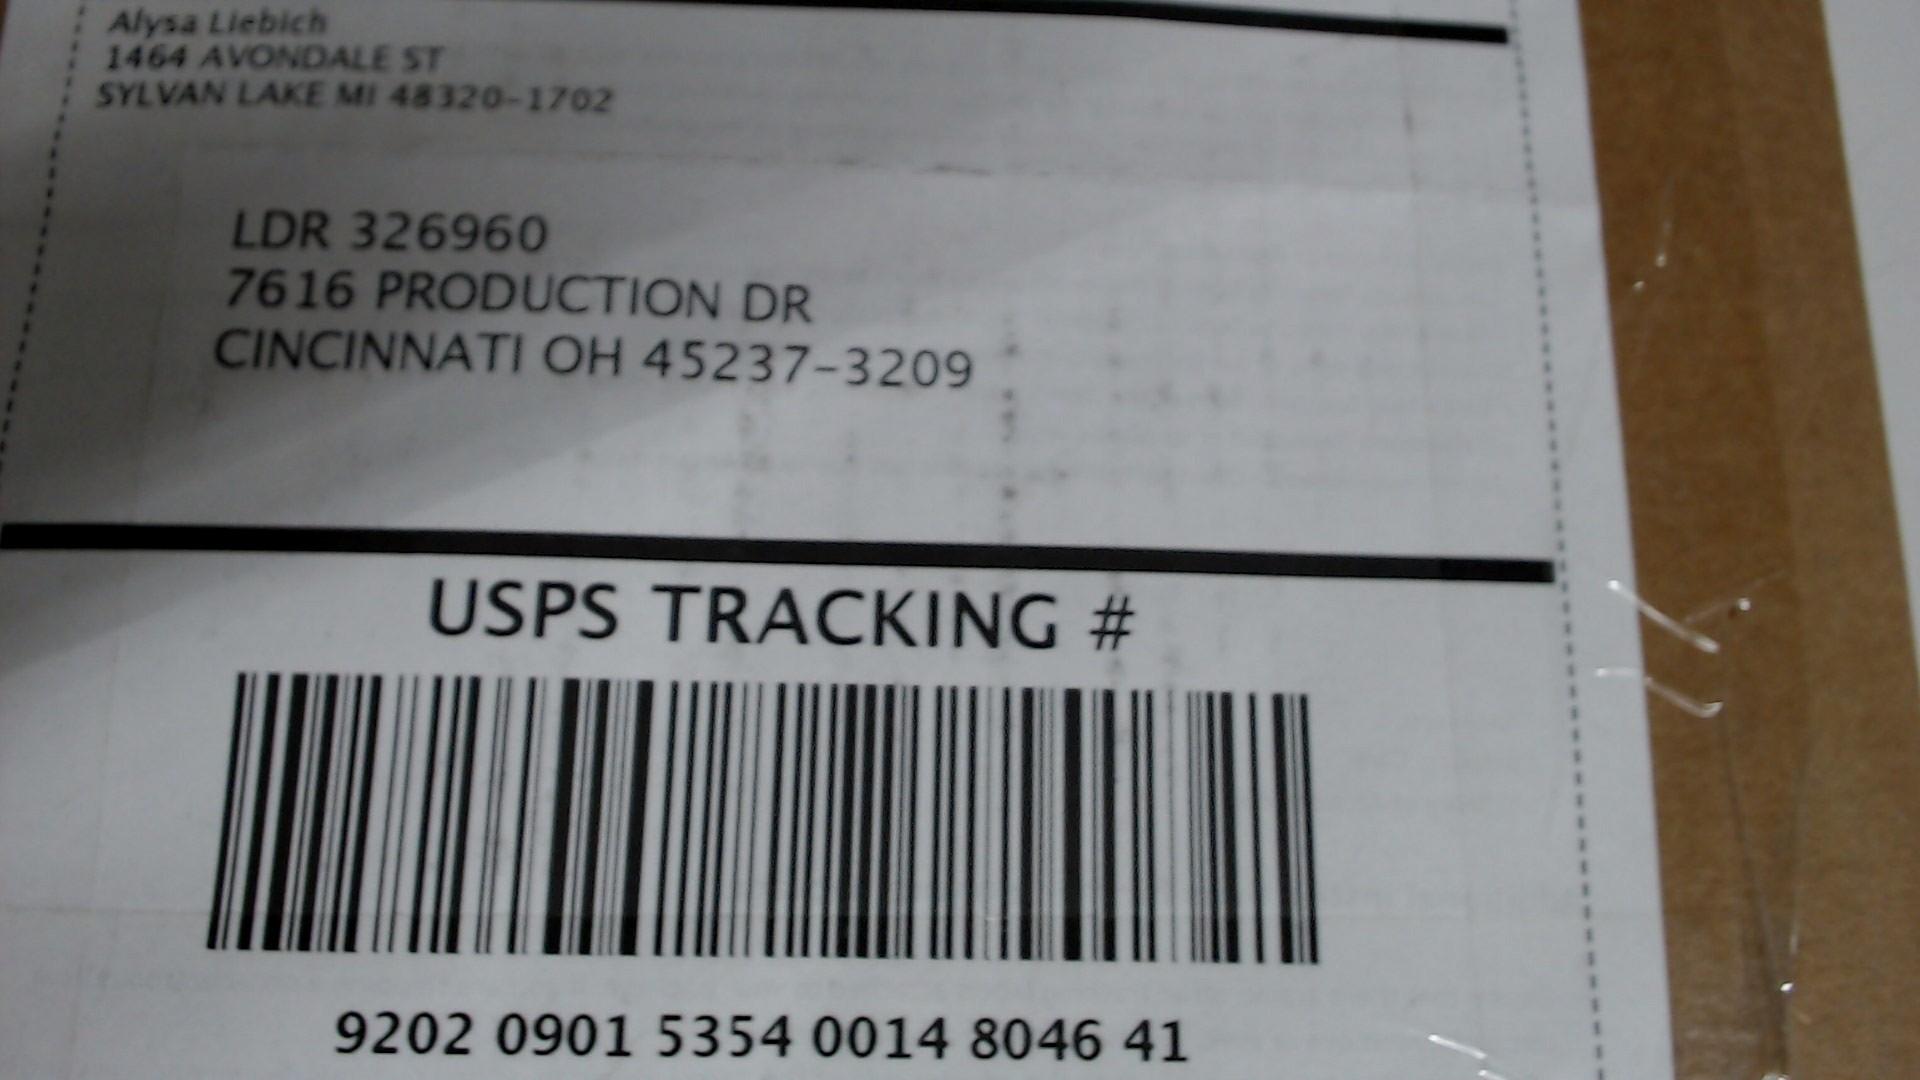 Alysa Liebich
1464 AVONDALE ST
SYLVAN LAKE MI 48320-1702
LDR 326960
7616 PRODUCTION DR
CINCINNATI OH 45237-3209
USPS TRACKING #
9202 0901 5354 0014 8046 41